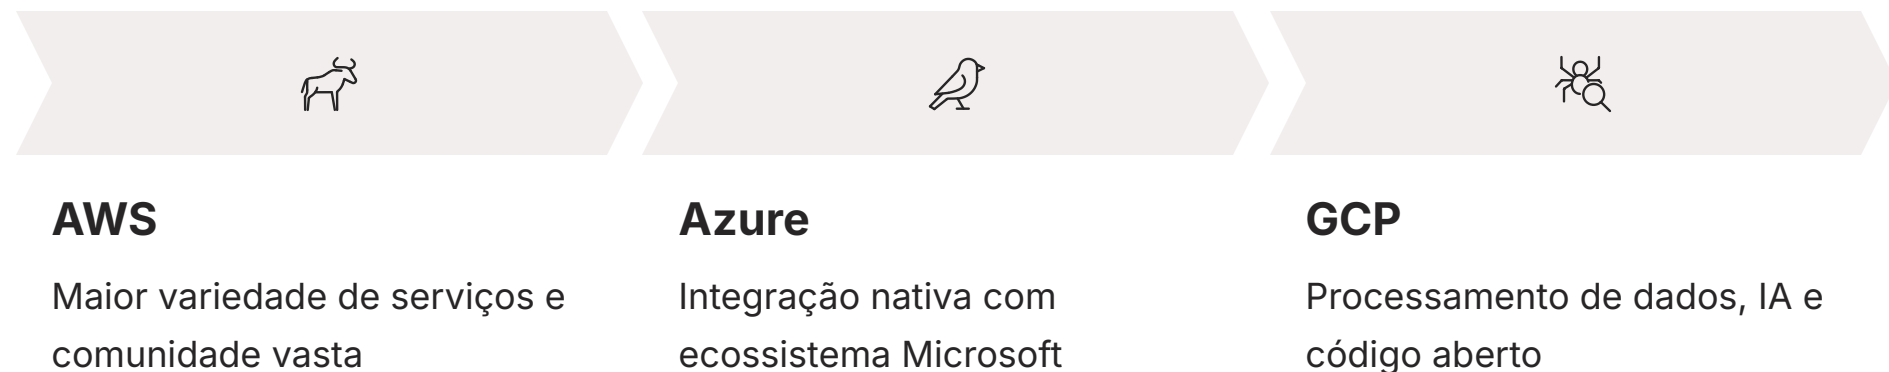 AWS
Maior variedade de serviços e
comunidade vasta
Azure
Integração nativa com
ecossistema Microsoft
GCP
Processamento de dados, IA e
código aberto